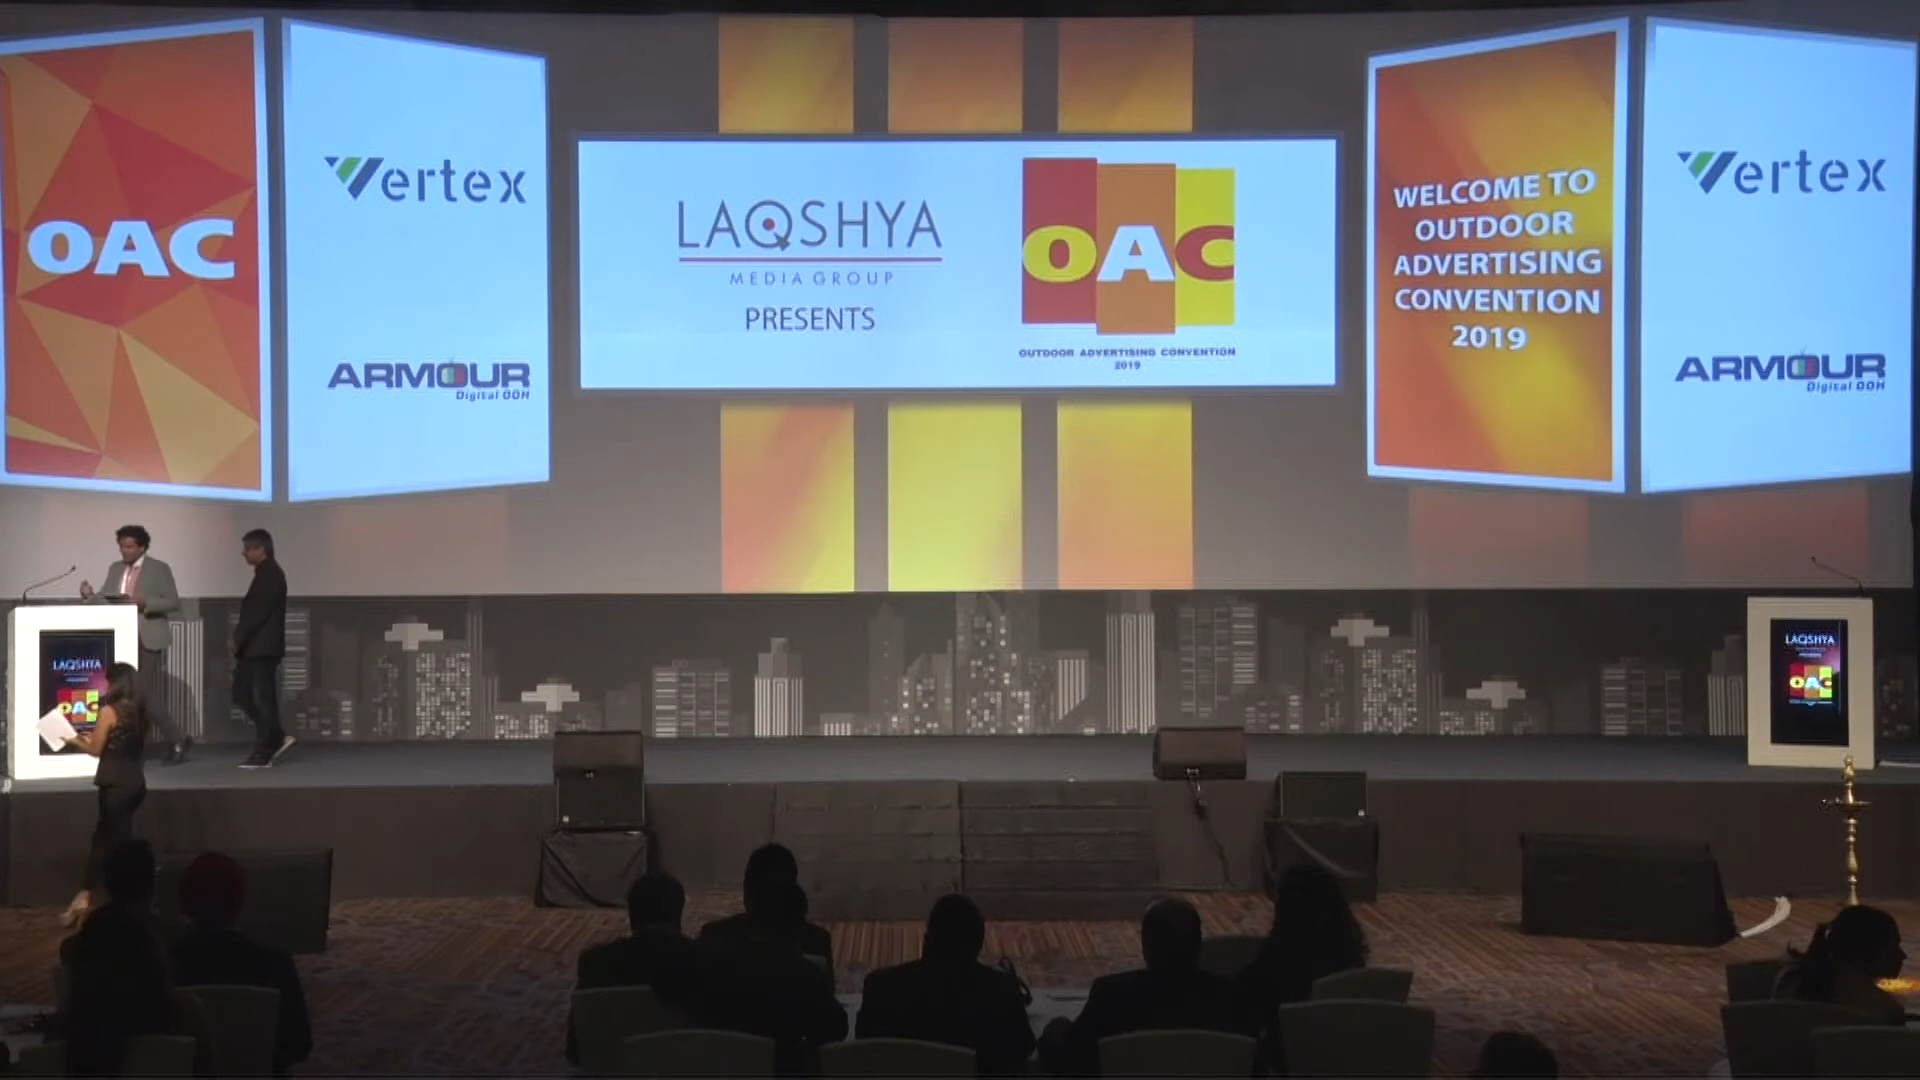 OAC
Vertex
ARMOUR
Digital OOH
LAQSHYA
MEDIA GROUP
PRESENTS
OAC
OUTDOOR ADVERTISING CONVENTION
2019
WELCOME TO
OUTDOOR
ADVERTISING
CONVENTION
2019
Vertex
ARMOUR
Digital OOH
LAQSHYA
OAC
LAQSHYA
OAC